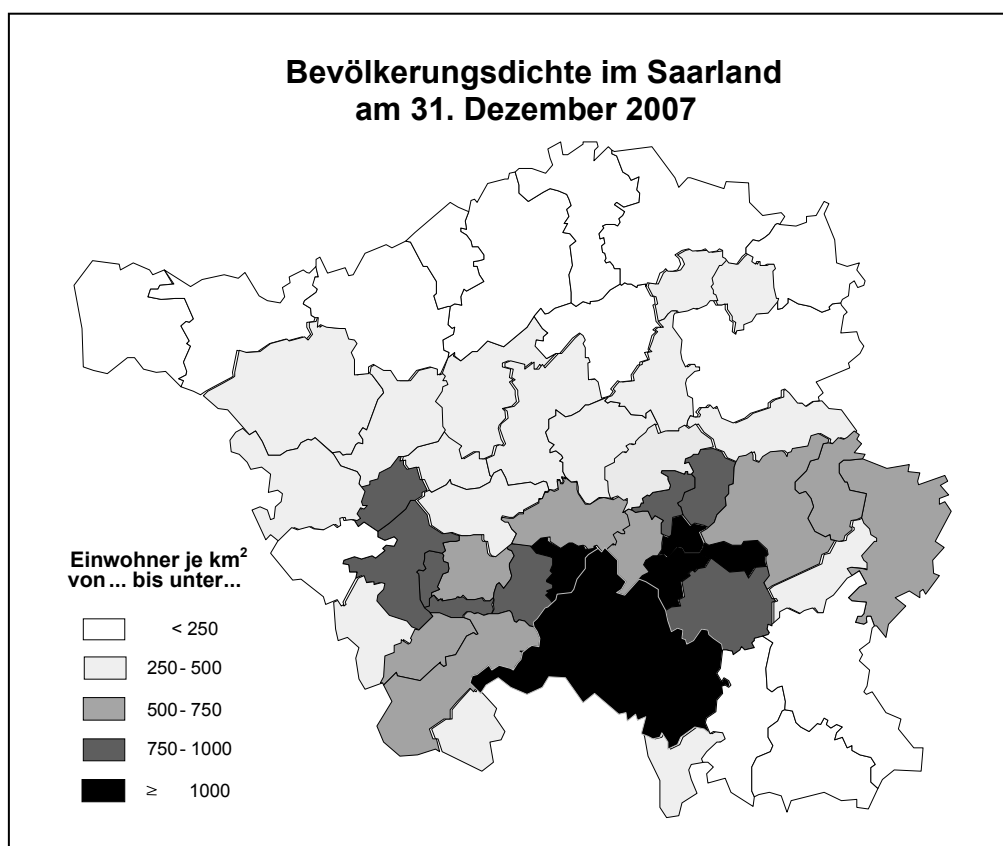 Bevölkerungsdichte im Saarland
am 31. Dezember 2007
Einwohner je km²
von ... bis unter...
< 250
250 - 500
500 - 750
750 - 1000
≥ 1000